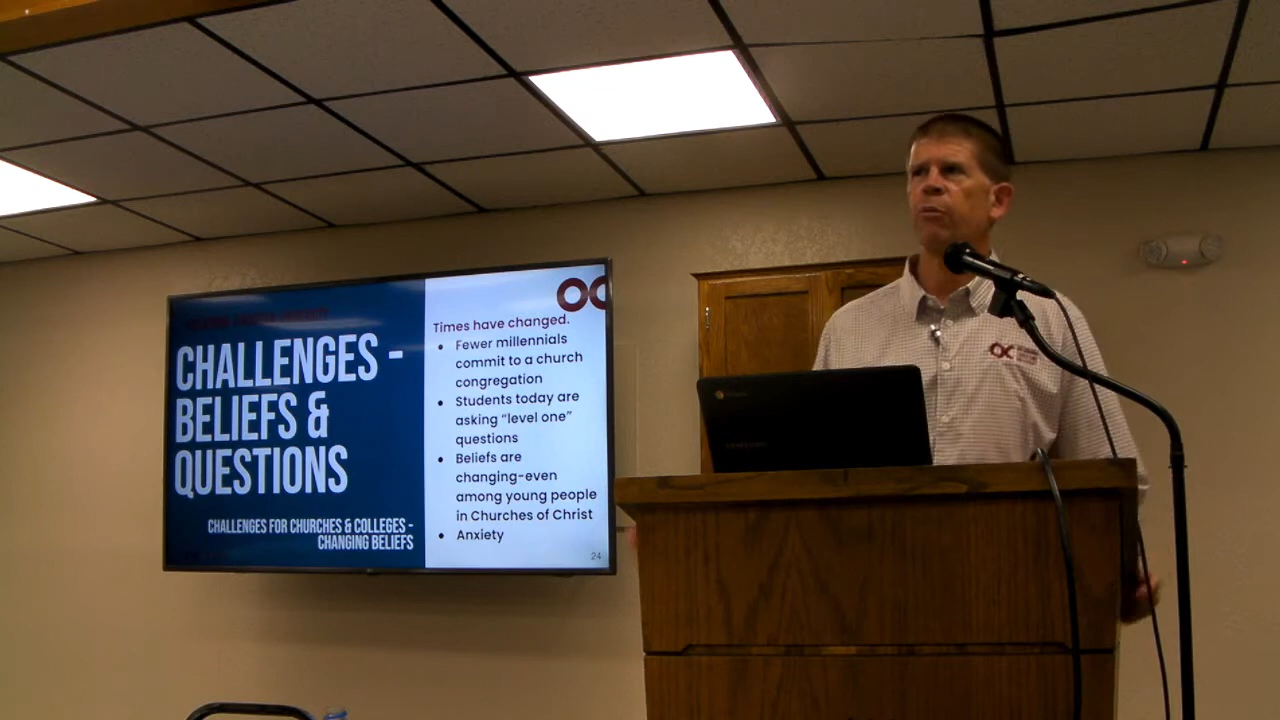 CHALLENGES -
BELIEFS &
QUESTIONS
CHALLENGES FOR CHURCHES & COLLEGES -
CHANGING BELIEFS
OC
Times have changed.
• Fewer millennials
commit to a church
congregation
• Students today are
asking “level one”
questions
• Beliefs are
changing-even
among young people
in Churches of Christ
• Anxiety
24
OC